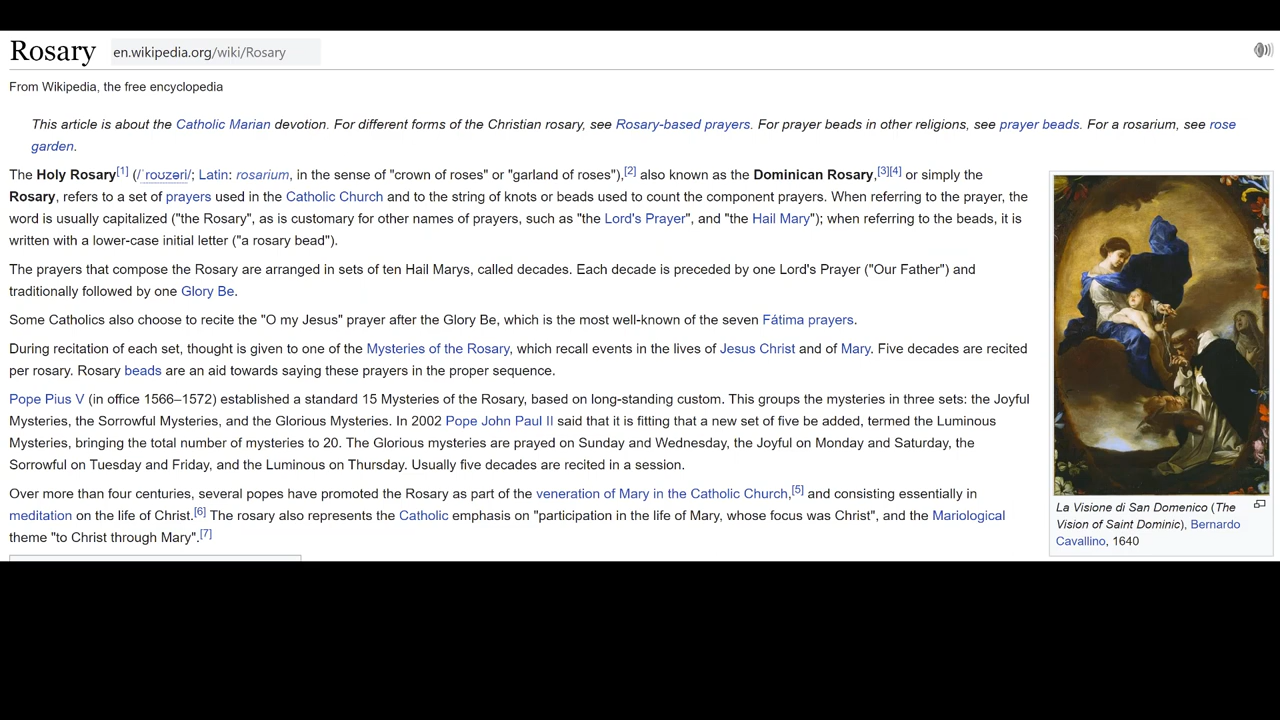 Rosary
en.wikipedia.org/wiki/Rosary
From Wikipedia, the free encyclopedia
This article is about the Catholic Marian devotion. For different forms of the Christian rosary, see Rosary-based prayers. For prayer beads in other religions, see prayer beads. For a rosarium, see rose
garden.
The Holy Rosary[1] (/ˈroʊzəri/; Latin: rosarium, in the sense of "crown of roses" or "garland of roses"),[2] also known as the Dominican Rosary,[3][4] or simply the
Rosary, refers to a set of prayers used in the Catholic Church and to the string of knots or beads used to count the component prayers. When referring to the prayer, the
word is usually capitalized ("the Rosary", as is customary for other names of prayers, such as "the Lord's Prayer", and "the Hail Mary"); when referring to the beads, it is
written with a lower-case initial letter ("a rosary bead").
The prayers that compose the Rosary are arranged in sets of ten Hail Marys, called decades. Each decade is preceded by one Lord's Prayer ("Our Father") and
traditionally followed by one Glory Be.
Some Catholics also choose to recite the "O my Jesus" prayer after the Glory Be, which is the most well-known of the seven Fátima prayers.
During recitation of each set, thought is given to one of the Mysteries of the Rosary, which recall events in the lives of Jesus Christ and of Mary. Five decades are recited
per rosary. Rosary beads are an aid towards saying these prayers in the proper sequence.
Pope Pius V (in office 1566–1572) established a standard 15 Mysteries of the Rosary, based on long-standing custom. This groups the mysteries in three sets: the Joyful
Mysteries, the Sorrowful Mysteries, and the Glorious Mysteries. In 2002 Pope John Paul II said that it is fitting that a new set of five be added, termed the Luminous
Mysteries, bringing the total number of mysteries to 20. The Glorious mysteries are prayed on Sunday and Wednesday, the Joyful on Monday and Saturday, the
Sorrowful on Tuesday and Friday, and the Luminous on Thursday. Usually five decades are recited in a session.
Over more than four centuries, several popes have promoted the Rosary as part of the veneration of Mary in the Catholic Church,[5] and consisting essentially in
meditation on the life of Christ.[6] The rosary also represents the Catholic emphasis on "participation in the life of Mary, whose focus was Christ", and the Mariological
theme "to Christ through Mary".[7]
La Visione di San Domenico (The
Vision of Saint Dominic), Bernardo
Cavallino, 1640